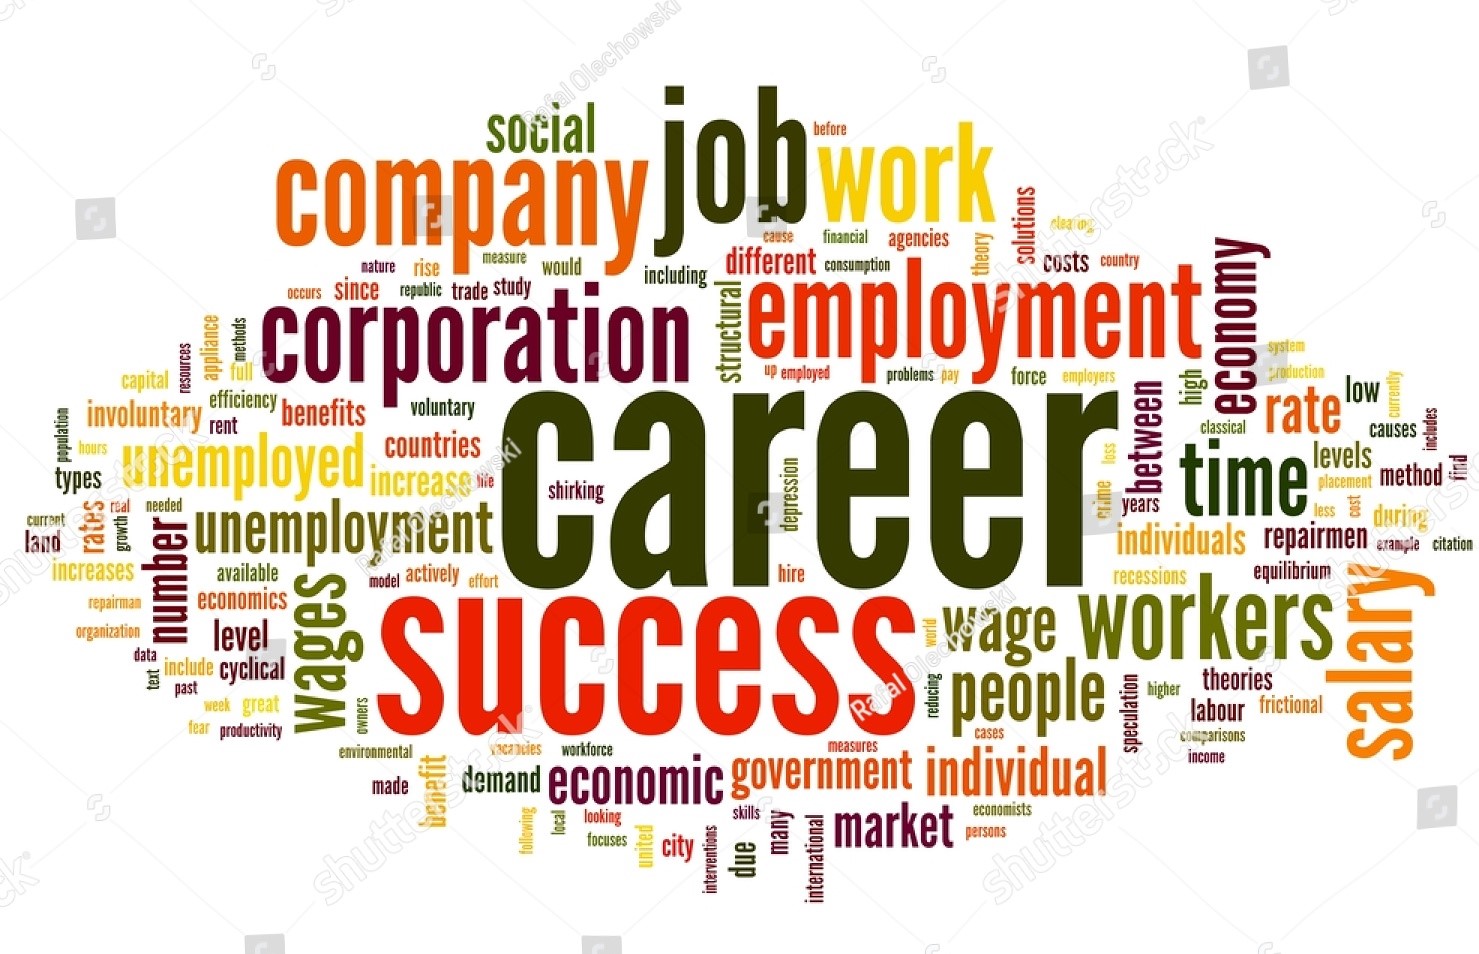 social
job
before
company
work
solutions
cause
financial
agencies
theory
clearing
measure
nature
rise
would
including
different
consumption
costs
country
economy
occurs
since
republic
trade
study
structural
employment
corporation
appliance
methods
resources
capital
full
up
employed
problems
pay
force
employers
system
production
high
low
currently
between
efficiency
involuntary
rent
benefits
voluntary
career
classical
rate
causes
includes
population
hours
countries
loss
time
levels
method
find
types
unemployed
increase
life
shirking
depression
crime
years
placement
less
cost
during
current
land
rates
real
growth
needed
number
unemployment
individuals
repairmen
example
citation
increases
available
model
actively
effort
hire
recessions
equilibrium
salary
repairman
economics
wages
success
world
wage
workers
organization
level
data
text
include
cyclical
past
week
great
owners
reducing
people
speculation
higher
theories
labour
frictional
fear
productivity
cases
comparisons
income
environmental
vacancies
workforce
measures
made
benefit
demand
economic
government
individual
following
local
looking
focuses
united
city
interventions
skills
due
many
international
market
economists
persons
shutterstock
Rafal Olechowski
Rafal Olechowski
Rafal Olechowski
shutterstock
shutterstock
shutterstock